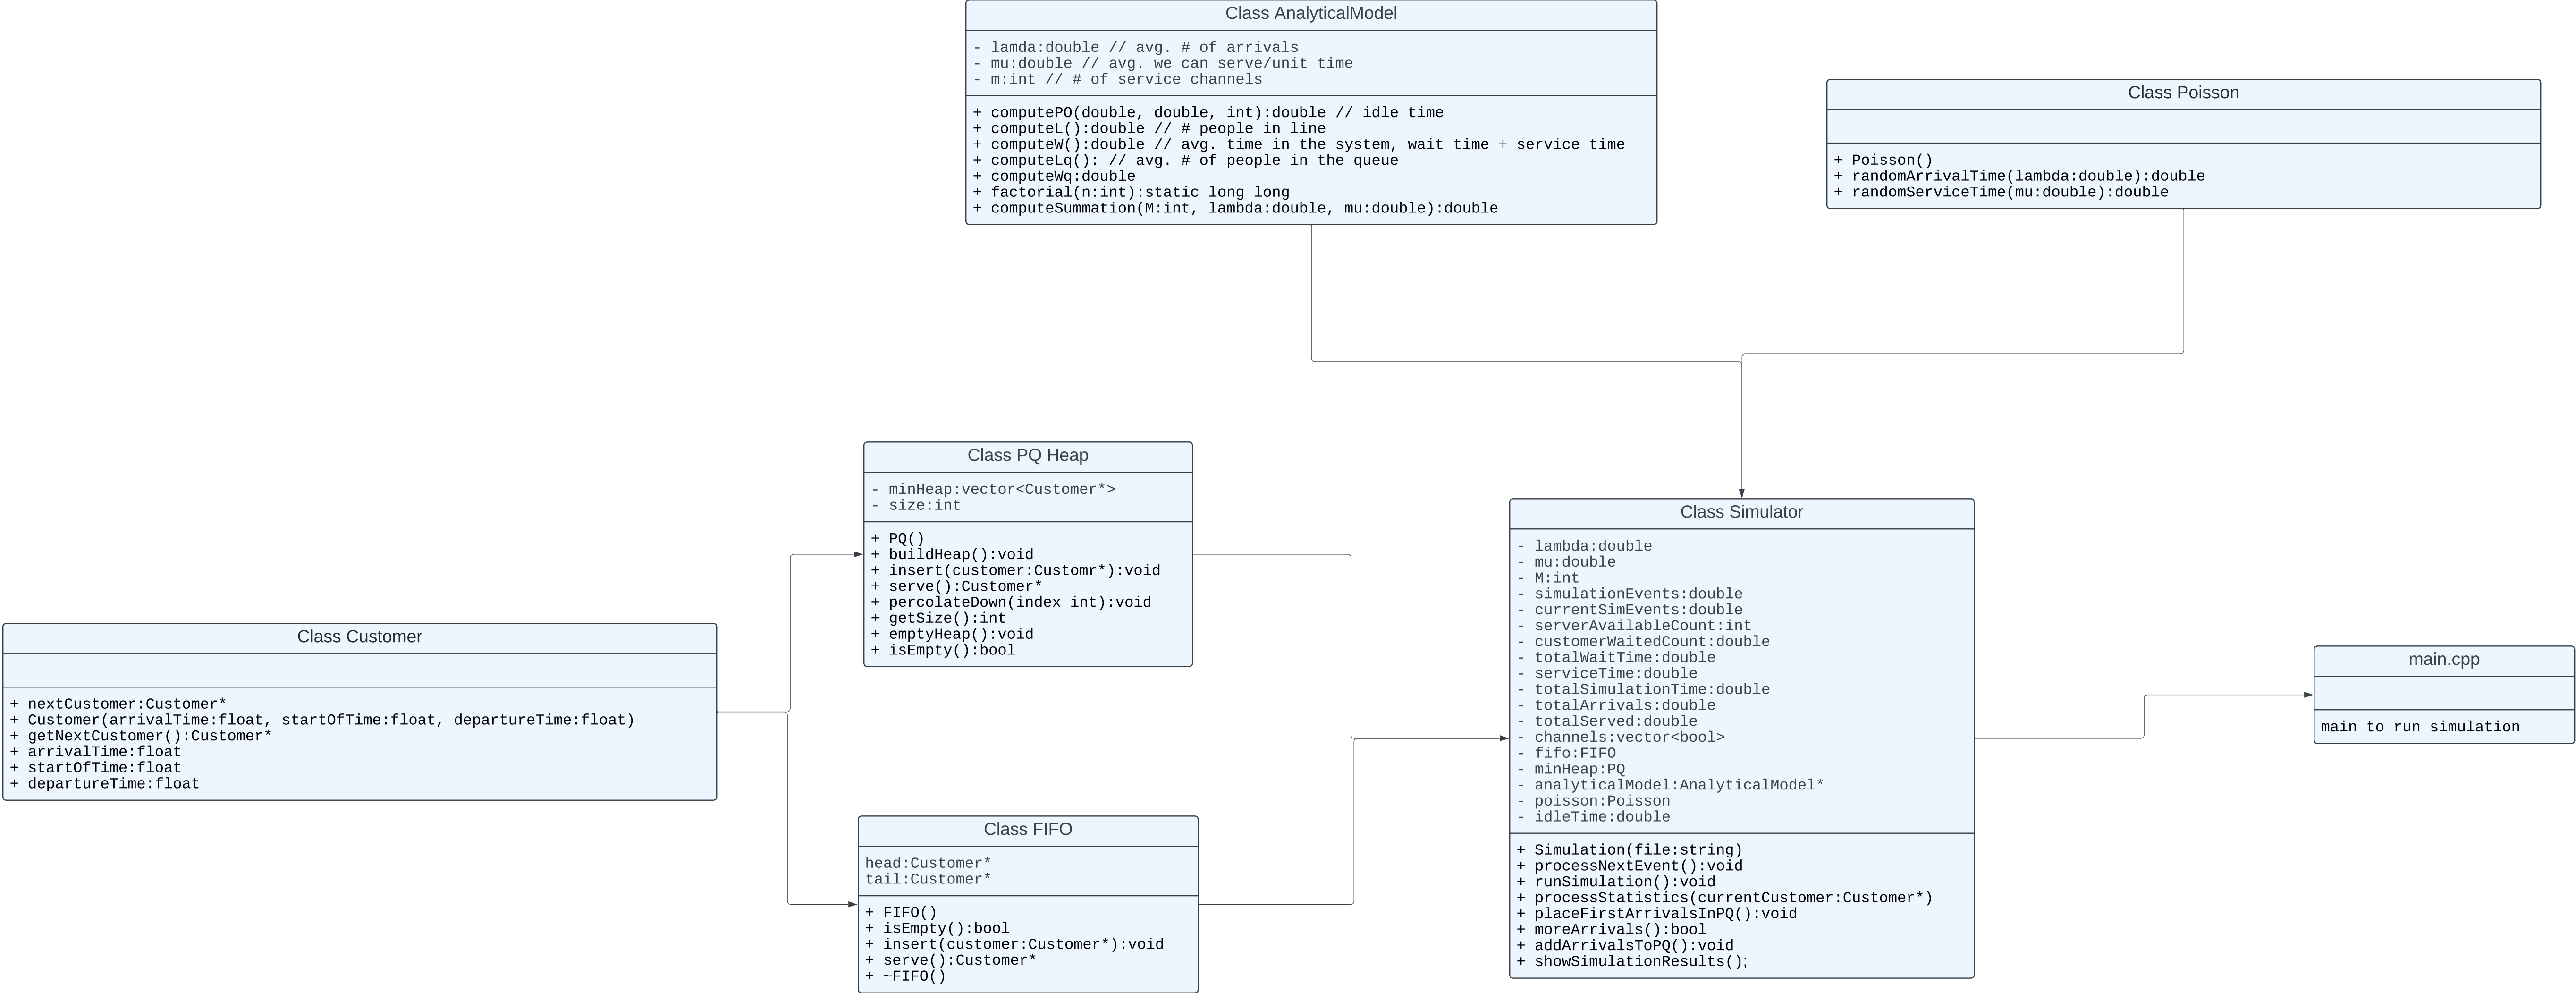 Class AnalyticalModel
- lamda:double // avg. # of arrivals
- mu:double // avg. we can serve/unit time
- m:int // # of service channels
+ computePO(double, double, int):double // idle time
+ computeL():double // # people in line
+ computeW():double // avg. time in the system, wait time + service time
+ computeLq(): // avg. # of people in the queue
+ computeWq:double
+ factorial(n:int):static long long
+ computeSummation(M:int, lambda:double, mu:double):double
Class Poisson
+ Poisson()
+ randomArrivalTime(lambda:double):double
+ randomServiceTime(mu:double):double
Class PQ Heap
- minHeap:vector<Customer*>
- size:int
+ PQ()
+ buildHeap():void
+ insert(customer:Customr*):void
+ serve():Customer*
+ percolateDown(index int):void
+ getSize():int
+ emptyHeap():void
+ isEmpty():bool
Class Customer
+ nextCustomer:Customer*
+ Customer(arrivalTime:float, startOfTime:float, departureTime:float)
+ getNextCustomer():Customer*
+ arrivalTime:float
+ startOfTime:float
+ departureTime:float
Class FIFO
head:Customer*
tail:Customer*
+ FIFO()
+ isEmpty():bool
+ insert(customer:Customer*):void
+ serve():Customer*
+ ~FIFO()
Class Simulator
- lambda:double
- mu:double
- M:int
- simulationEvents:double
- currentSimEvents:double
- serverAvailableCount:int
- customerWaitedCount:double
- totalWaitTime:double
- serviceTime:double
- totalSimulationTime:double
- totalArrivals:double
- totalServed:double
- channels:vector<bool>
- fifo:FIFO
- minHeap:PQ
- analyticalModel:AnalyticalModel*
- poisson:Poisson
- idleTime:double
+ Simulation(file:string)
+ processNextEvent():void
+ runSimulation():void
+ processStatistics(currentCustomer:Customer*)
+ placeFirstArrivalsInPQ():void
+ moreArrivals():bool
+ addArrivalsToPQ():void
+ showSimulationResults();
main.cpp
main to run simulation